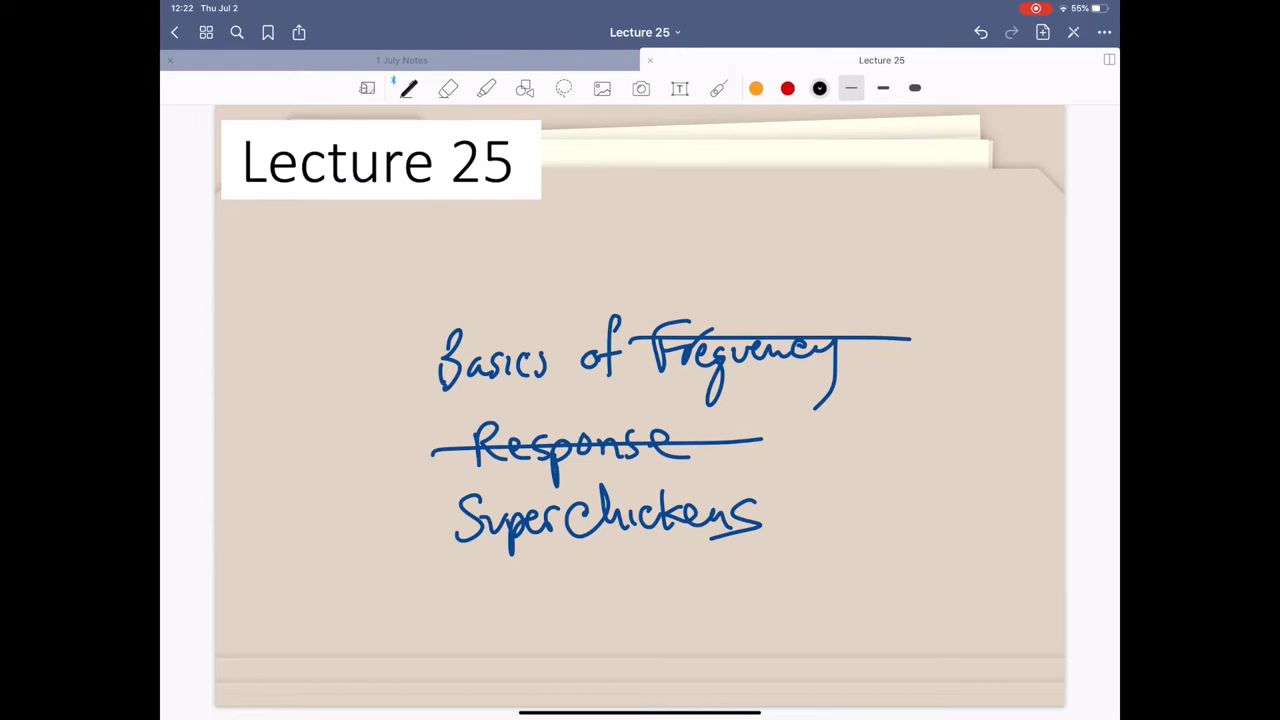 12:22 Thu Jul 2
55%
Lecture 25
1 July Notes
Lecture 25
T
Lecture 25
Basics of Frequency
Response
Superchickens